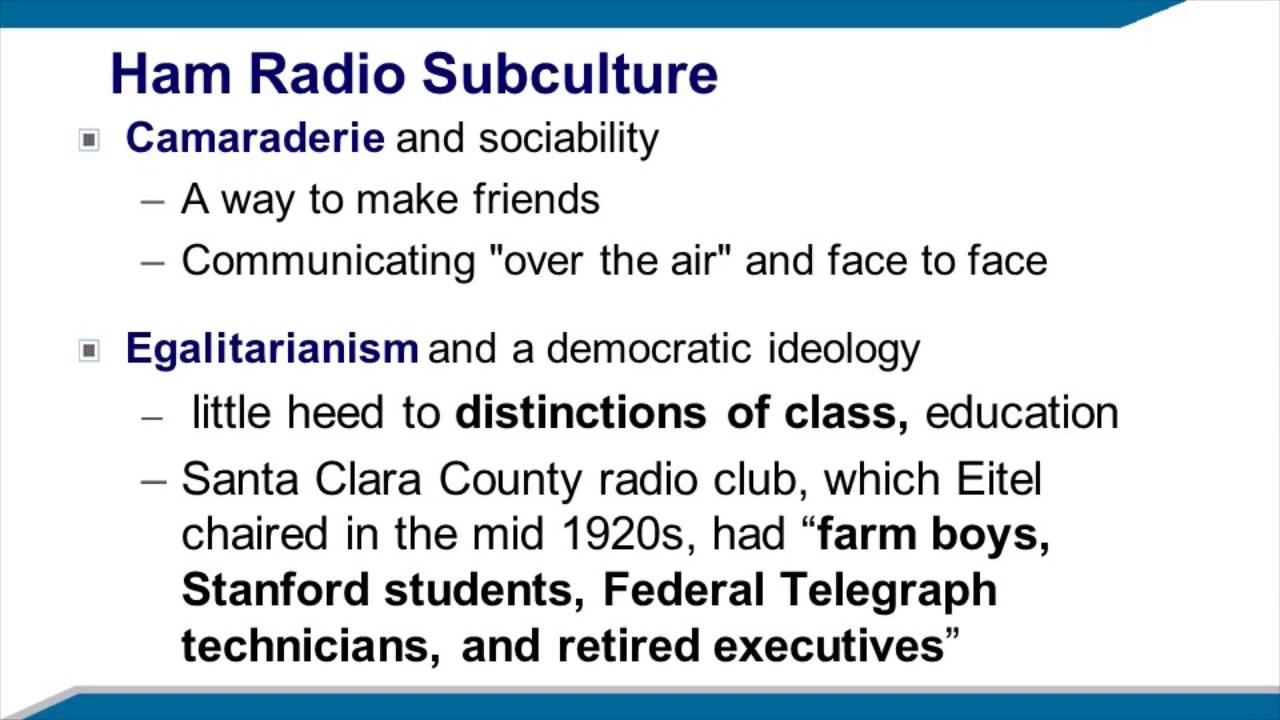 Ham Radio Subculture
Camaraderie and sociability
– A way to make friends
– Communicating "over the air" and face to face
Egalitarianism and a democratic ideology
– little heed to distinctions of class, education
– Santa Clara County radio club, which Eitel
chaired in the mid 1920s, had “farm boys,
Stanford students, Federal Telegraph
technicians, and retired executives”